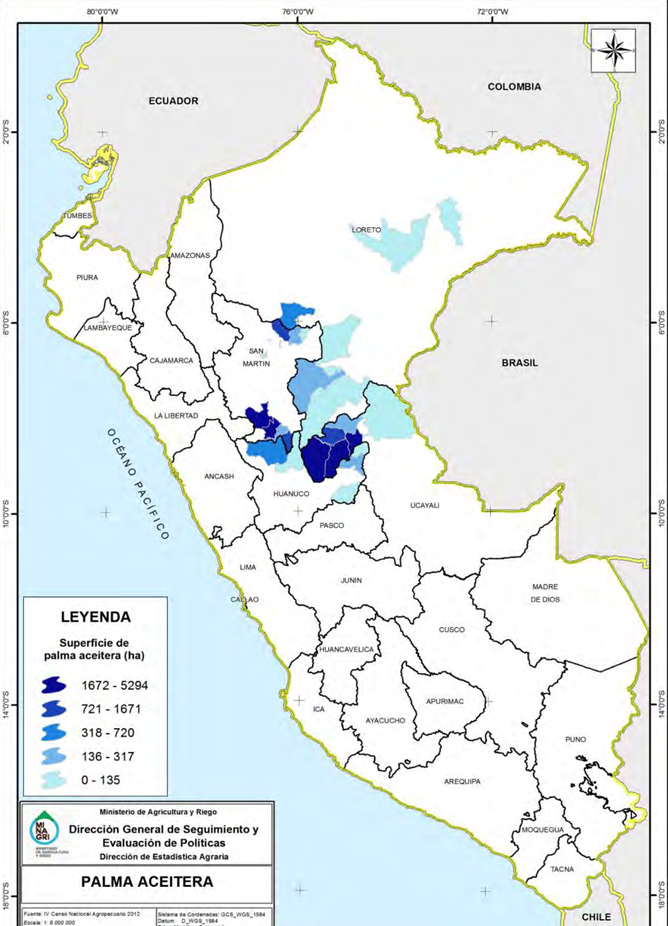 80°0'0"O
76°0'0"O
72°0'0"O
ECUADOR
COLOMBIA
2°0'0"S
2°0'0"S
TUMBES
LORETO
AMAZONAS
PIURA
6°0'0"S
LAMBAYEQUE
6°0'0"S
SAN
MARTIN
CAJAMARCA
BRASIL
LA LIBERTAD
OCÉANO PACÍFICO
ANCASH
HUANUCO
UCAYALI
10°0'0"S
10°0'0"S
PASCO
LIMA
JUNIN
MADRE
DE DIOS
CALLAO
CUSCO
HUANCAVELICA
ICA
APURIMAC
AYACUCHO
14°0'0"S
14°0'0"S
PUNO
AREQUIPA
MOQUEGUA
TACNA
18°0'0"S
18°0'0"S
CHILE
LEYENDA
Superficie de
palma aceitera (ha)
1672 - 5294
721 - 1671
318 - 720
136 - 317
0 - 135
MINAGRI
MINISTERIO
DE AGRICULTURA
Y RIEGO
Ministerio de Agricultura y Riego
Dirección General de Seguimiento y
Evaluación de Políticas
Dirección de Estadística Agraria
PALMA ACEITERA
Fuente: IV Censo Nacional Agropecuario 2012
Escala: 1: 8 000 000
Sistema de Cordenadas: GCS_WGS_1984
Datum: D_WGS_1984